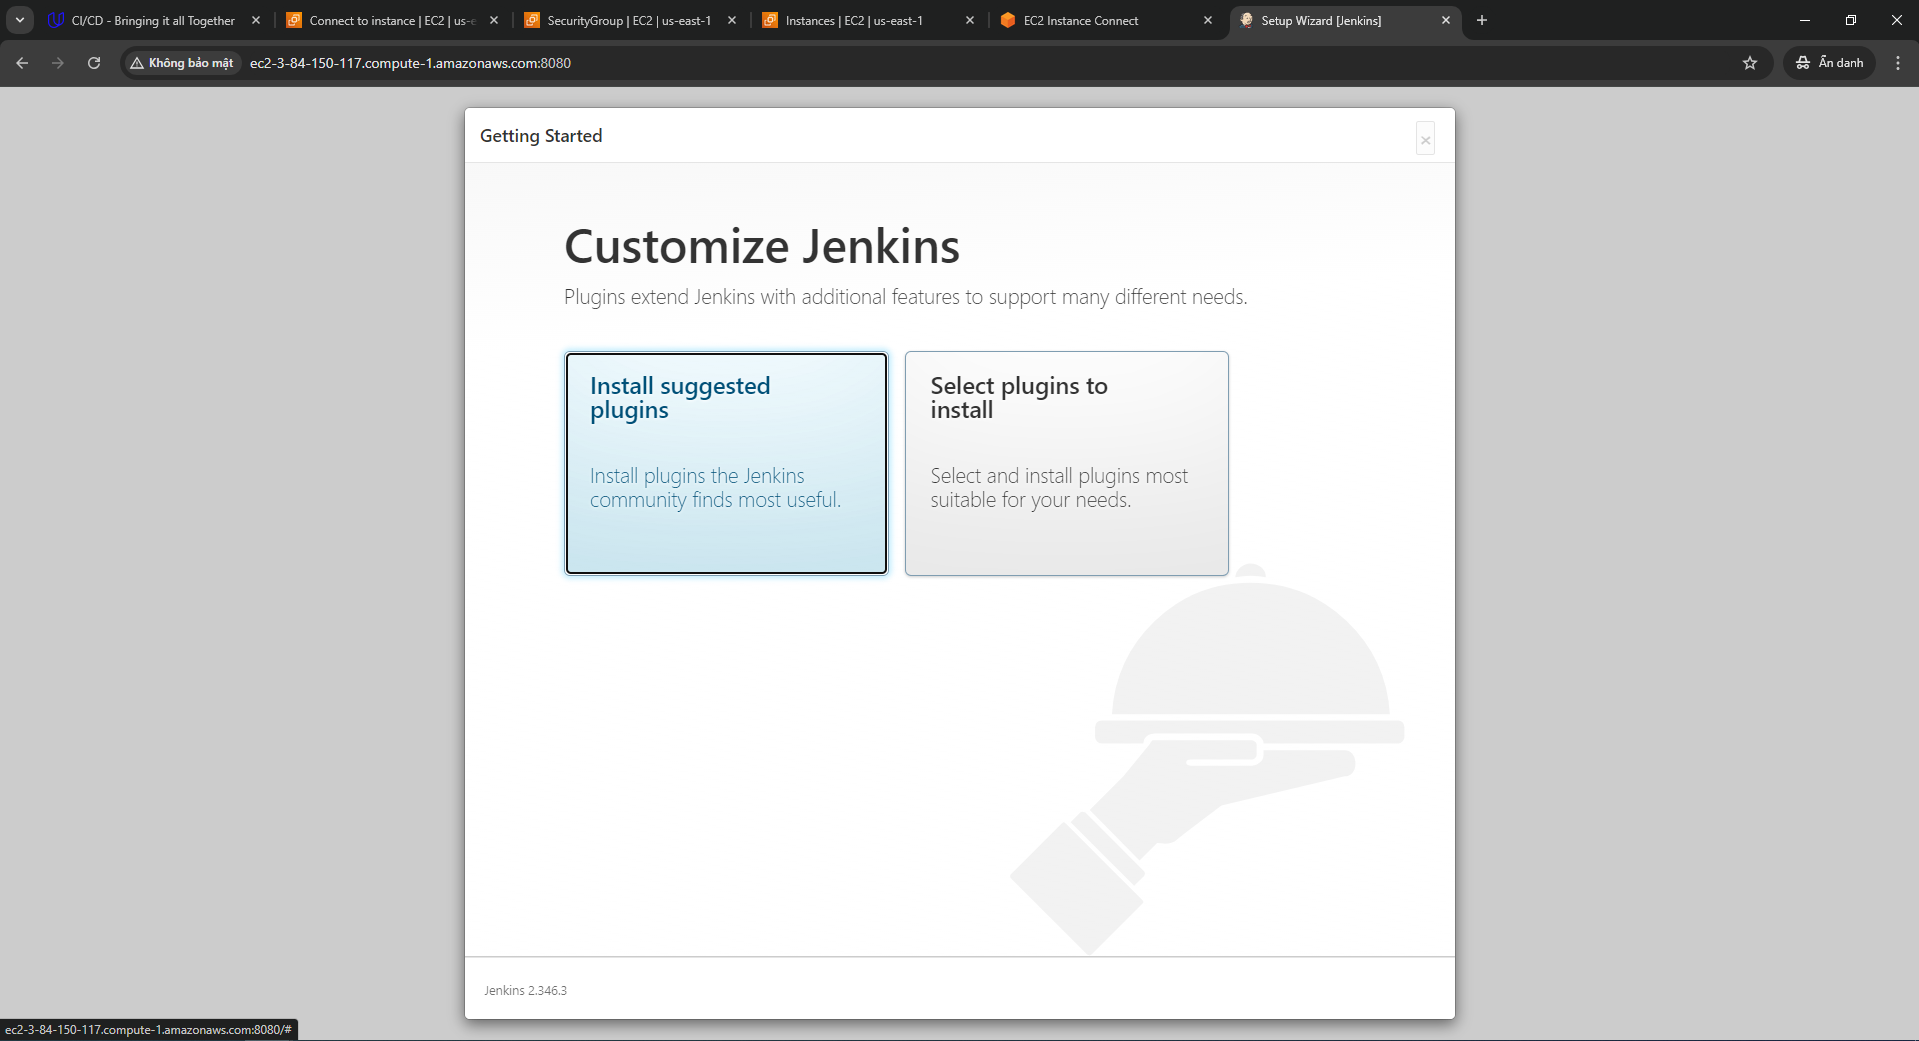 CI/CD - Bringing it all Together
Connect to instance | EC2 | us-e
SecurityGroup | EC2 | us-east-1
Instances | EC2 | us-east-1
EC2 Instance Connect
Setup Wizard [Jenkins]
Không bảo mật
ec2-3-84-150-117.compute-1.amazonaws.com:8080
Ẩn danh
Getting Started
Customize Jenkins
Plugins extend Jenkins with additional features to support many different needs.
Install suggested
plugins
Install plugins the Jenkins
community finds most useful.
Select plugins to
install
Select and install plugins most
suitable for your needs.
Jenkins 2.346.3
ec2-3-84-150-117.compute-1.amazonaws.com:8080/#